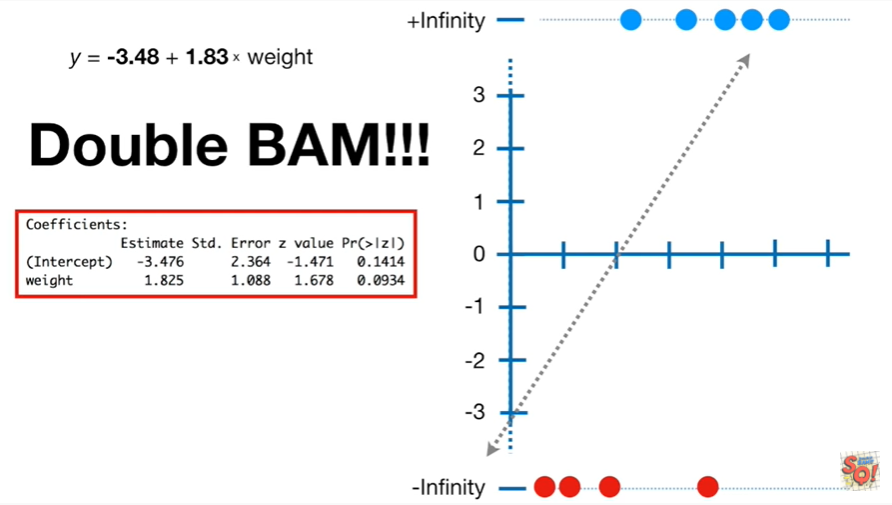 +Infinity
y = -3.48 + 1.83 x weight
Double BAM!!!
Coefficients:
Estimate Std. Error z value Pr(>|z|)
(Intercept) -3.476 2.364 -1.471 0.1414
weight 1.825 1.088 1.678 0.0934
3
2
1
0
-1
-2
-3
-Infinity
SQ!